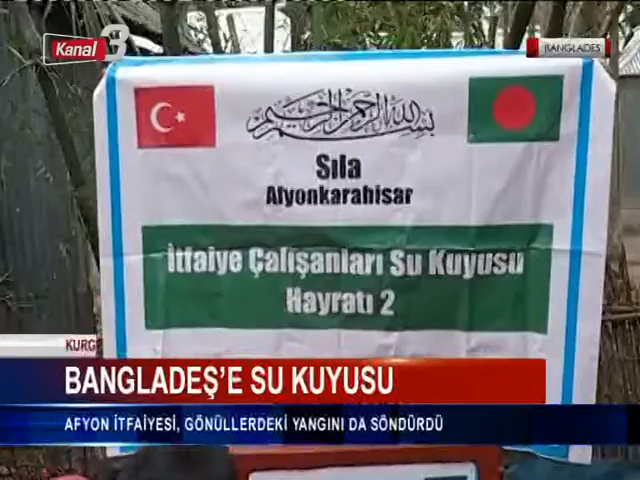 Kanal 3
BANGLADEŞ
بسم الله الرحمن الرحيم
Sıla
Afyonkarahisar
İtfaiye Çalışanları Su Kuyusu
Hayratı 2
KURG
BANGLADEŞ'E SU KUYUSU
AFYON İTFAİYESİ, GÖNÜLLERDEKİ YANGINI DA SÖNDÜRDÜ